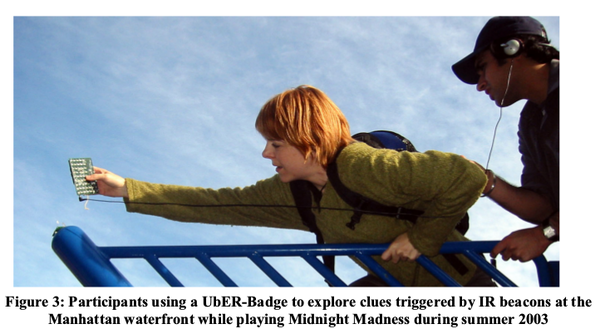 Figure 3: Participants using a UbER-Badge to explore clues triggered by IR beacons at the
Manhattan waterfront while playing Midnight Madness during summer 2003